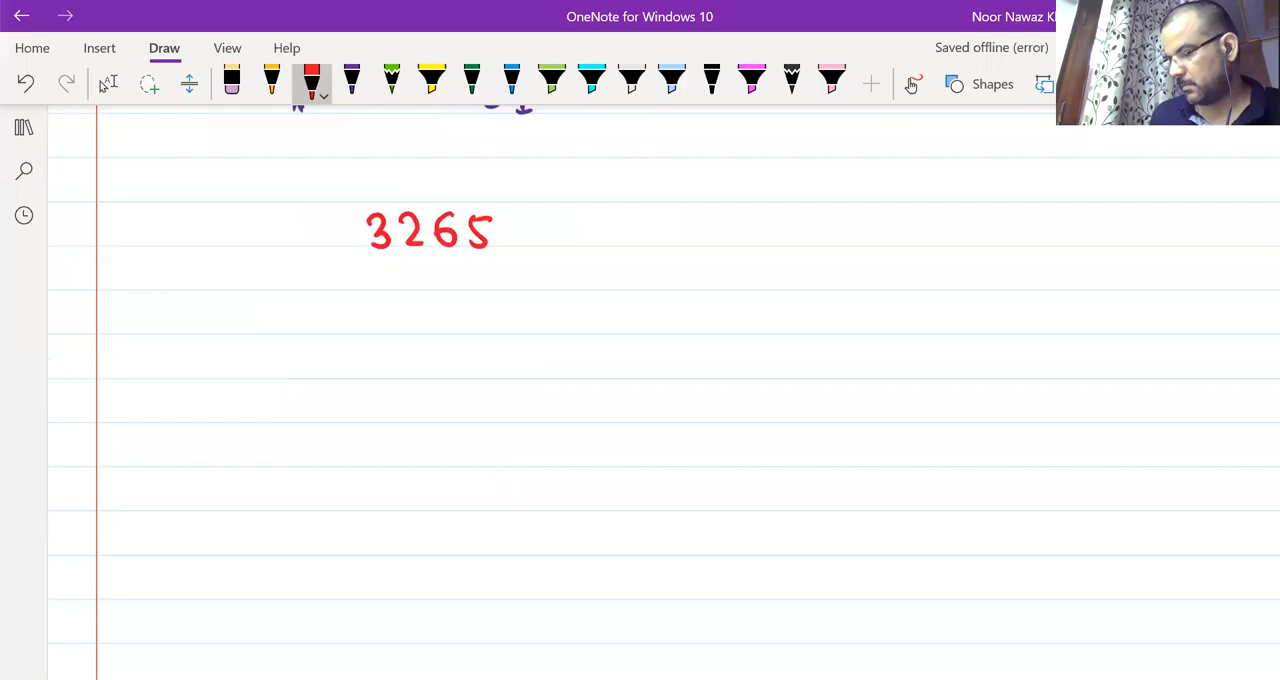 OneNote for Windows 10
Noor Nawaz
Home Insert Draw View Help
Saved offline (error)
Shapes
3265